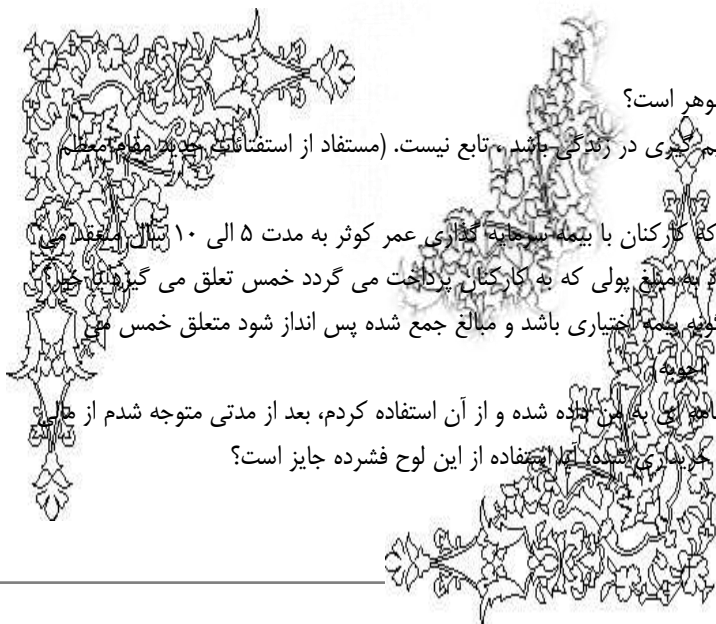 وهر است؟
یم گیری در زندگی باشد ، تابع نیست. (مستفاد از استفتائات جدید مقام معظم
که کارکنان با بیمه سرمایه گذاری عمر کوثر به مدت ۵ الی ۱۰ سال منعقد می
د به مبلغ پولی که به کارکنان پرداخت می گردد خمس تعلق می گیرد یا خیر؟
گویه بیمه اختیاری باشد و مبالغ جمع شده پس انداز شود متعلق خمس می
اجوبه
نامه ای به من داده شده و از آن استفاده کردم، بعد از مدتی متوجه شدم از مالی
خریداری شده، آیا استفاده از این لوح فشرده جایز است؟